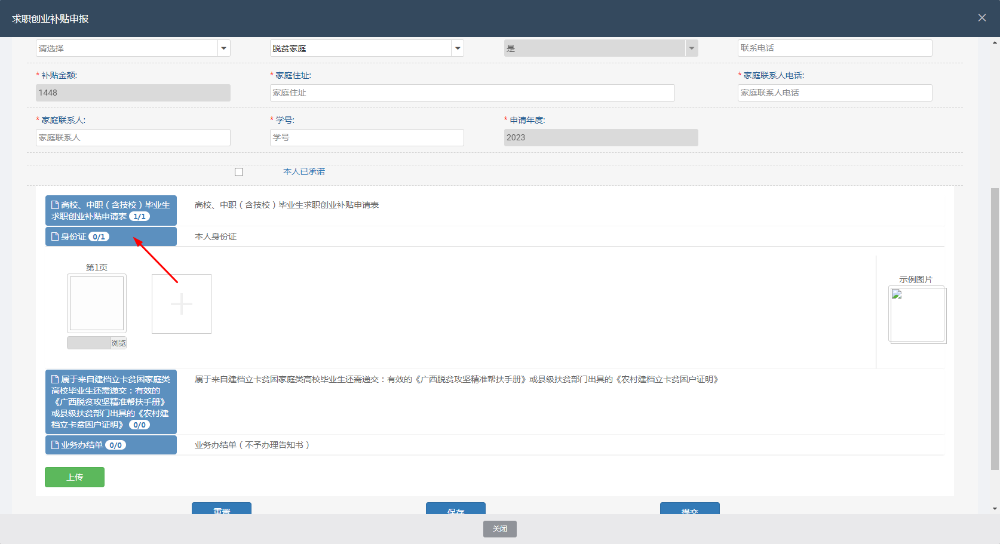 求职创业补贴申报
请选择
脱贫家庭
是
联系电话
* 补贴金额:
* 家庭住址:
* 家庭联系人电话:
1448
家庭住址
家庭联系人电话
* 家庭联系人:
* 学号:
* 申请年度:
家庭联系人
学号
2023
本人已承诺
高校、中职（含技校）毕业生
求职创业补贴申请表 1/1
高校、中职（含技校）毕业生求职创业补贴申请表
身份证 0/1
本人身份证
第1页
浏览
示例图片
属于来自建档立卡贫困家庭类
高校毕业生还需递交：有效的
《广西脱贫攻坚精准帮扶手册》
或县级扶贫部门出具的《农村建
档立卡贫困户证明》 0/0
属于来自建档立卡贫困家庭类高校毕业生还需递交：有效的《广西脱贫攻坚精准帮扶手册》或县级扶贫部门出具的《农村建档立卡贫困户证明》
业务办结单 0/0
业务办结单（不予办理告知书）
上传
重置
保存
提交
关闭